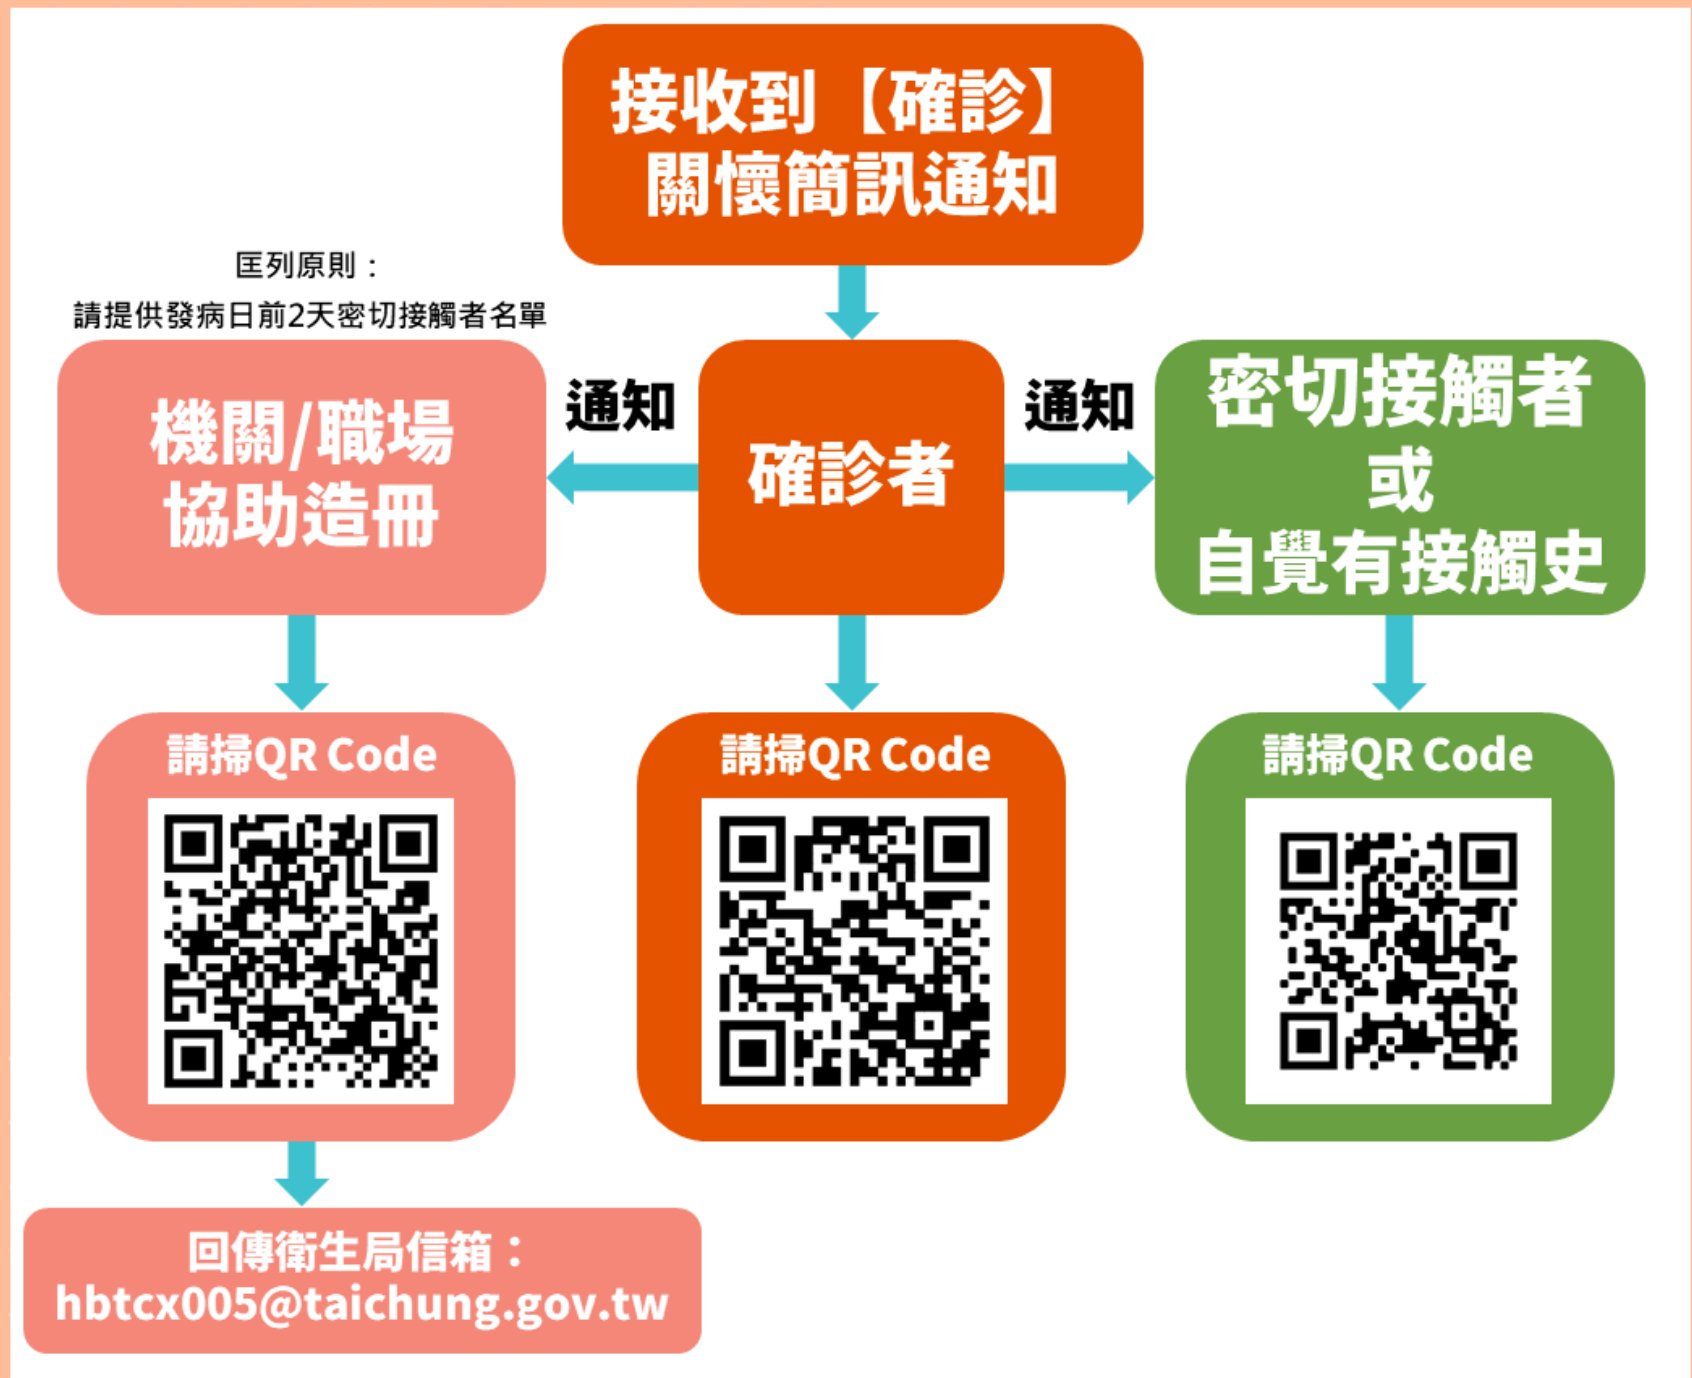 接收到【確診】
關懷簡訊通知
匡列原則：
請提供發病日前2天密切接觸者名單
機關/職場
協助造冊
通知
確診者
通知
密切接觸者
或
自覺有接觸史
請掃QR Code
請掃QR Code
請掃QR Code
回傳衛生局信箱：
hbtcx005@taichung.gov.tw